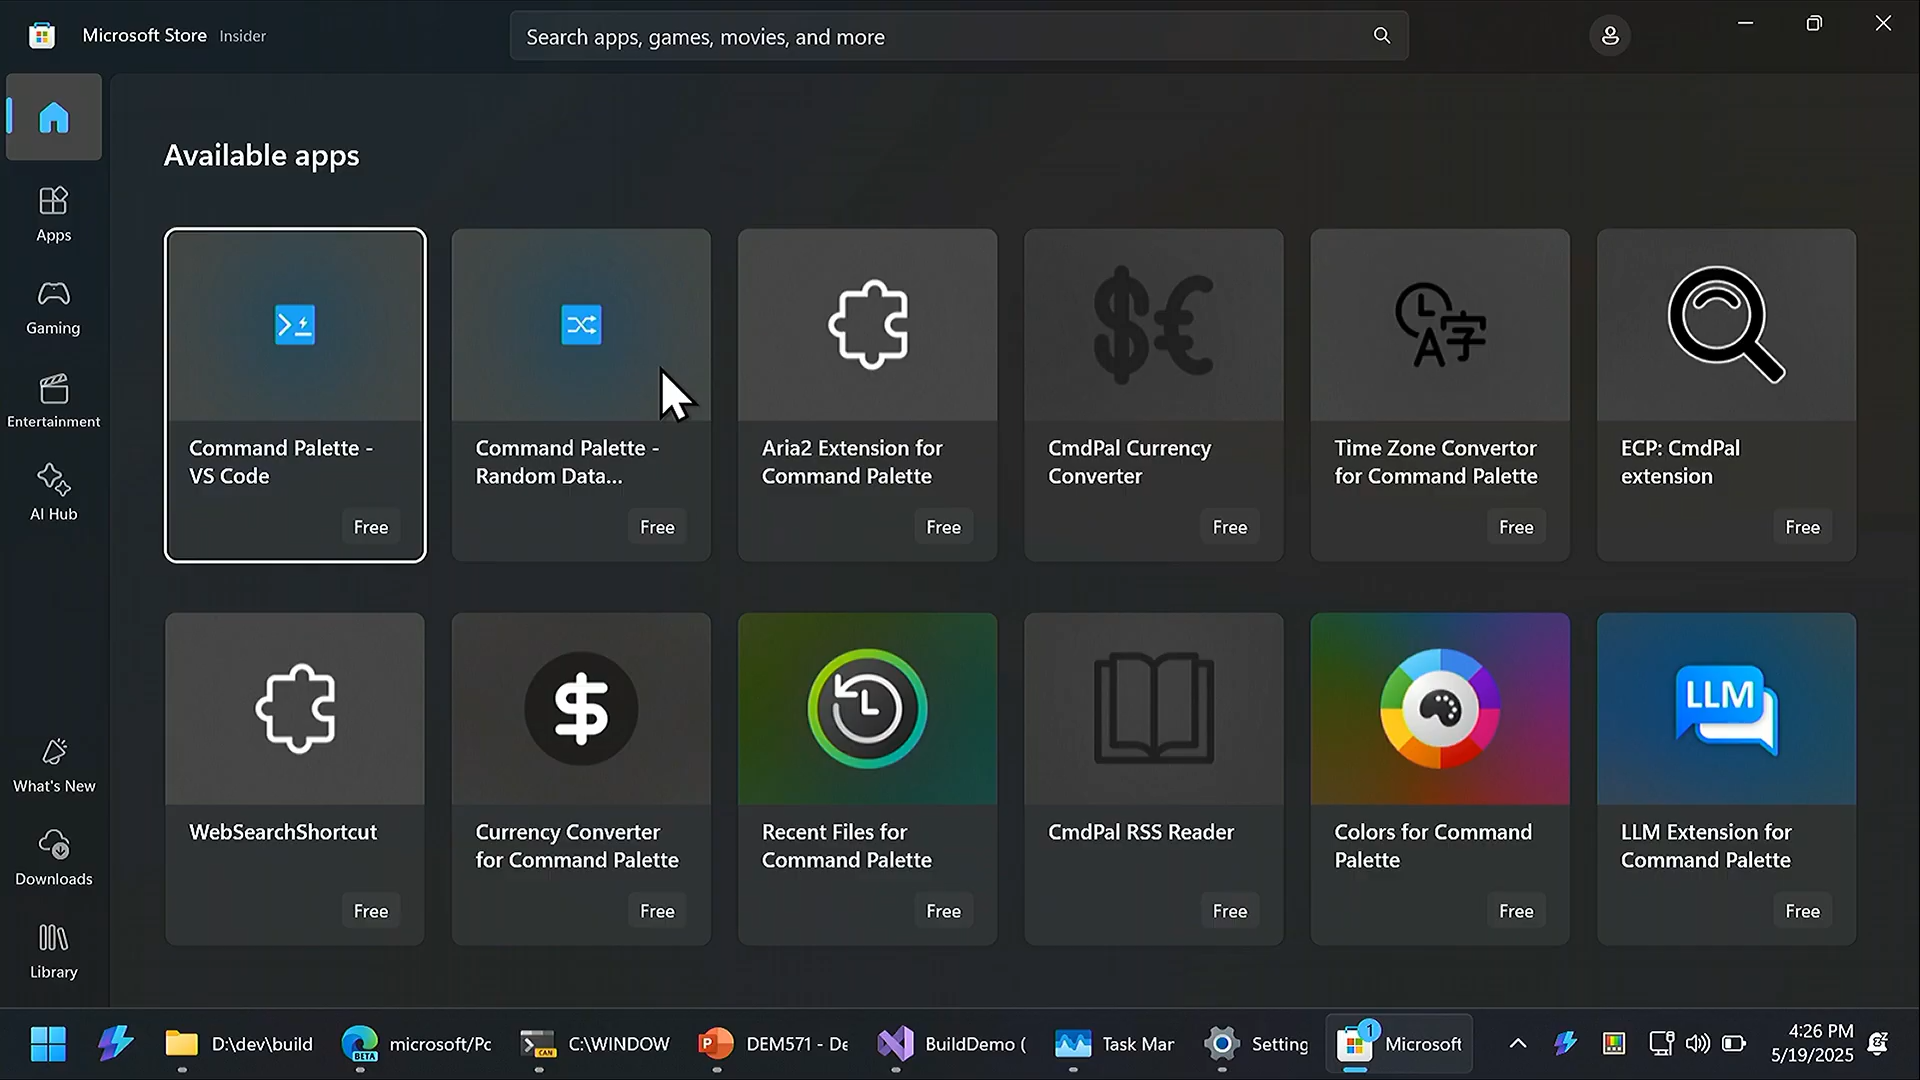 Microsoft Store Insider
Search apps, games, movies, and more
Apps
Gaming
Entertainment
AI Hub
What's New
Downloads
Library
Available apps
Command Palette -
VS Code
Free
Command Palette -
Random Data...
Free
Aria2 Extension for
Command Palette
Free
$€
CmdPal Currency
Converter
Free
A字
Time Zone Convertor
for Command Palette
Free
ECP: CmdPal
extension
Free
WebSearchShortcut
Free
$
Currency Converter
for Command Palette
Free
Recent Files for
Command Palette
Free
CmdPal RSS Reader
Free
Colors for Command
Palette
Free
LLM
LLM Extension for
Command Palette
Free
D:\dev\build
BETA
microsoft/Pc
CAN
C:\WINDOW
P
DEM571 - De
BuildDemo (
Task Mar
Setting
1
Microsoft
4:26 PM
5/19/2025